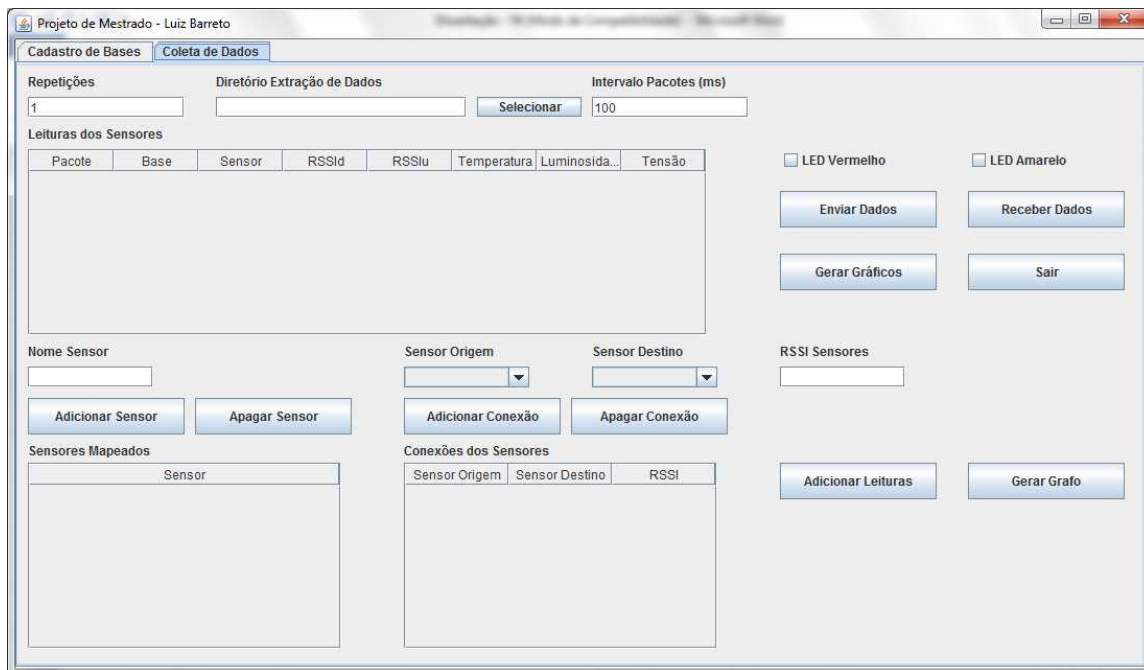 Projeto de Mestrado - Luiz Barreto
Cadastro de Bases Coleta de Dados
Repetições Diretório Extração de Dados Intervalo Pacotes (ms)
1 Selecionar 100
Leituras dos Sensores
Pacote Base Sensor RSSId RSSIu Temperatura Luminosida... Tensão
LED Vermelho LED Amarelo
Enviar Dados Receber Dados
Gerar Gráficos Sair
Nome Sensor Sensor Origem Sensor Destino RSSI Sensores
Adicionar Sensor Apagar Sensor Adicionar Conexão Apagar Conexão
Sensores Mapeados Conexões dos Sensores
Sensor Sensor Origem Sensor Destino RSSI
Adicionar Leituras Gerar Grafo